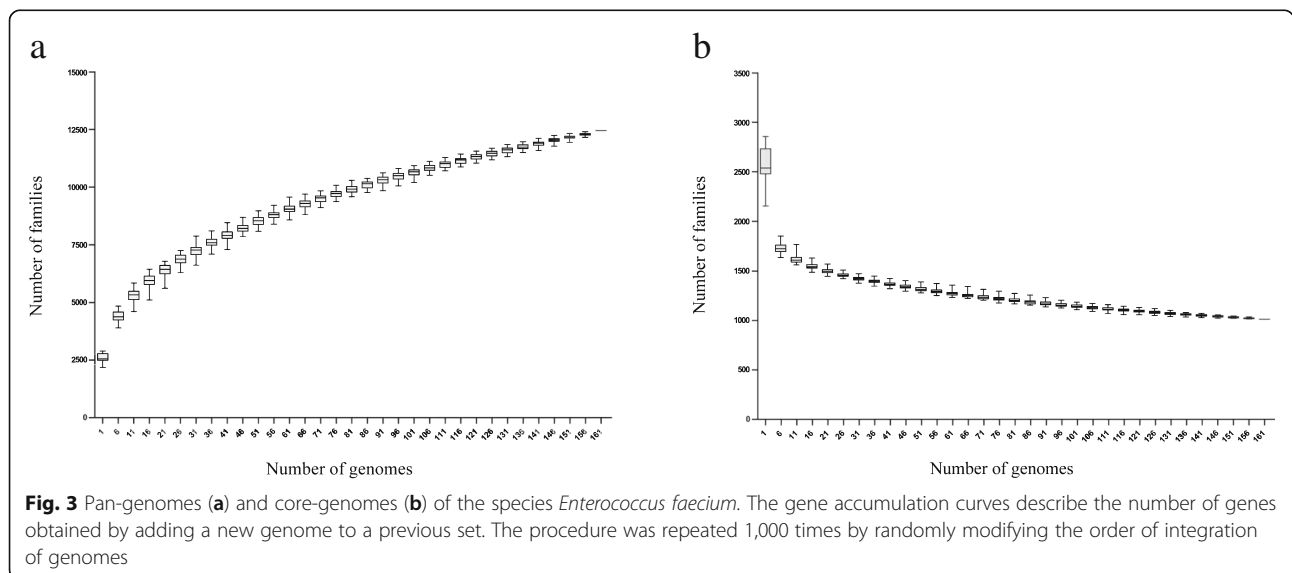 a
15000
12500
10000
7500
5000
2500
0
Number of families
1 6 11 16 21 26 31 36 41 46 51 56 61 66 71 76 81 86 91 96 101 106 111 116 121 126 131 136 141 146 151 156 161
Number of genomes
b
3500
3000
2500
2000
1500
1000
500
0
Number of families
1 6 11 16 21 26 31 36 41 46 51 56 61 66 71 76 81 86 91 96 101 106 111 116 121 126 131 136 141 146 151 156 161
Number of genomes
Fig. 3 Pan-genomes (a) and core-genomes (b) of the species Enterococcus faecium. The gene accumulation curves describe the number of genes
obtained by adding a new genome to a previous set. The procedure was repeated 1,000 times by randomly modifying the order of integration
of genomes